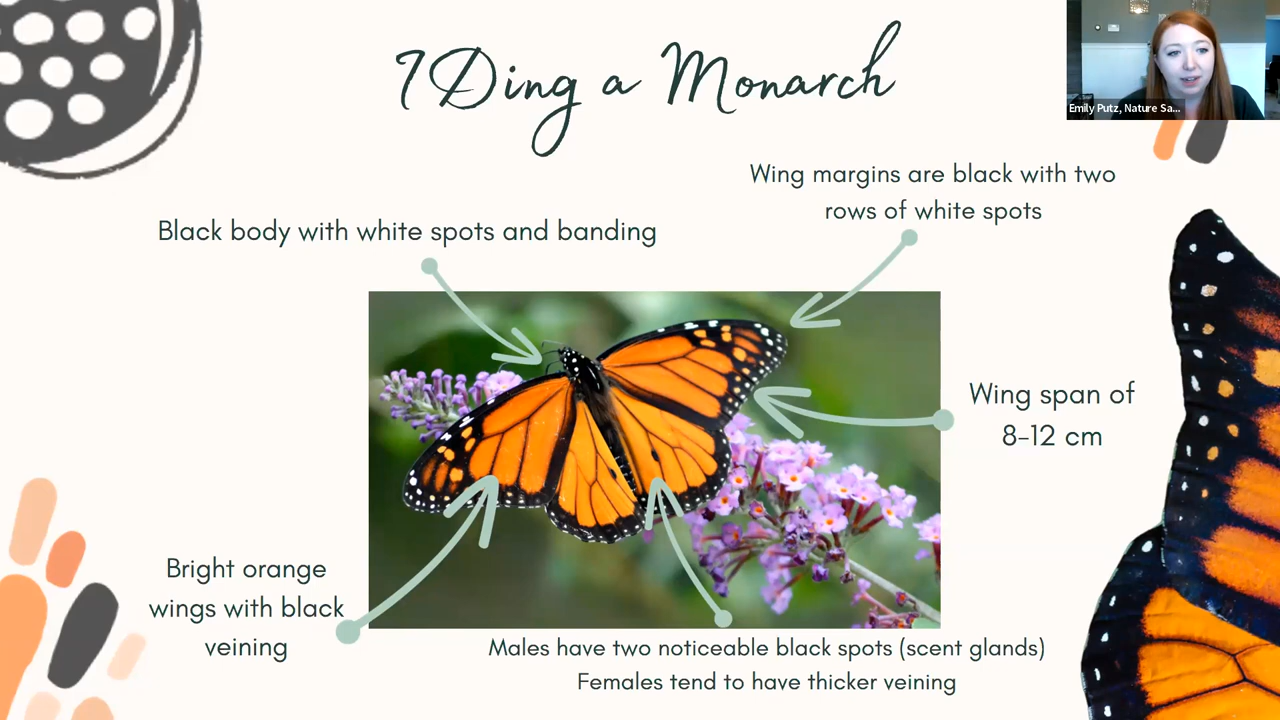 IDing a Monarch
Emily Putz, Nature Sa...
Wing margins are black with two
rows of white spots
Black body with white spots and banding
Wing span of
8-12 cm
Bright orange
wings with black
veining
Males have two noticeable black spots (scent glands)
Females tend to have thicker veining